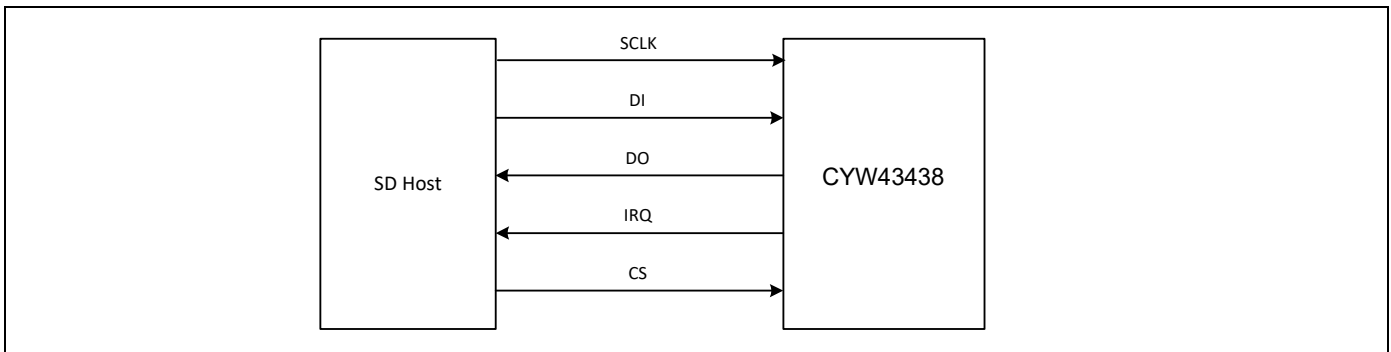 SCLK
DI
DO
SD Host
CYW43438
IRQ
CS